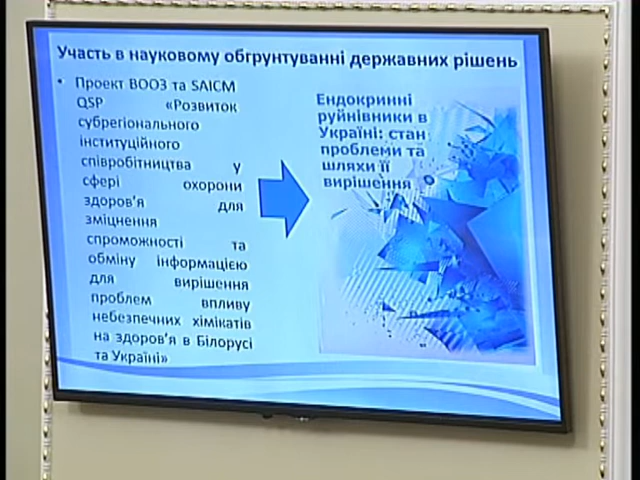 Участь в науковому обгрунтуванні державних рішень
• Проект ВООЗ та SAICM
QSP «Розвиток
субрегіонального
інституційного
співробітництва у
сфері охорони
здоров'я для
зміцнення
спроможності та
обміну інформацією
для вирішення
проблем впливу
небезпечних хімікатів
на здоров'я в Білорусі
та Україні»
Ендокринні
руйнівники в
Україні: стан
проблеми та
шляхи її
вирішення